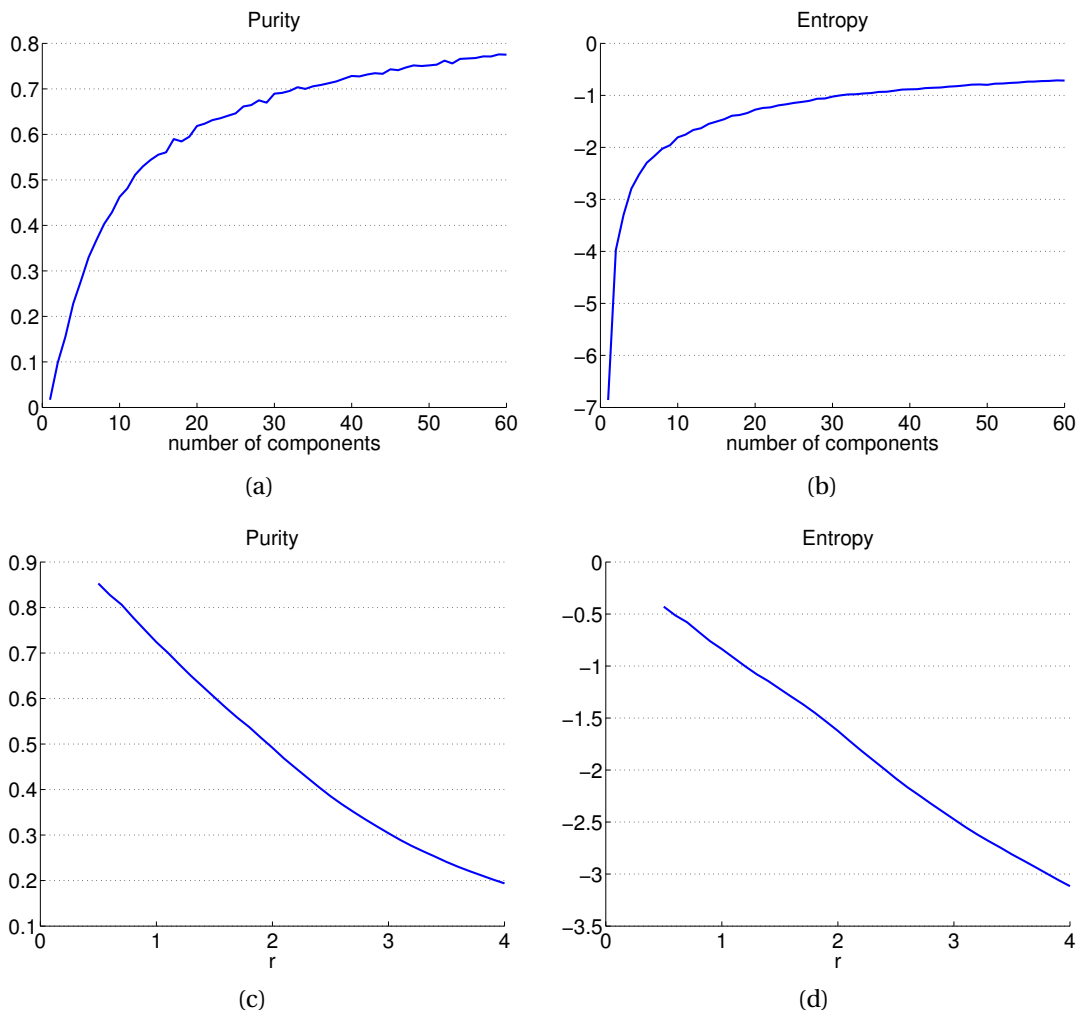 Purity
0.8
0.7
0.6
0.5
0.4
0.3
0.2
0.1
0
0 10 20 30 40 50 60
number of components
(a)
Entropy
0
−1
−2
−3
−4
−5
−6
−7
0 10 20 30 40 50 60
number of components
(b)
Purity
0.9
0.8
0.7
0.6
0.5
0.4
0.3
0.2
0.1
0 1 2 3 4
r
(c)
Entropy
0
−0.5
−1
−1.5
−2
−2.5
−3
−3.5
0 1 2 3 4
r
(d)